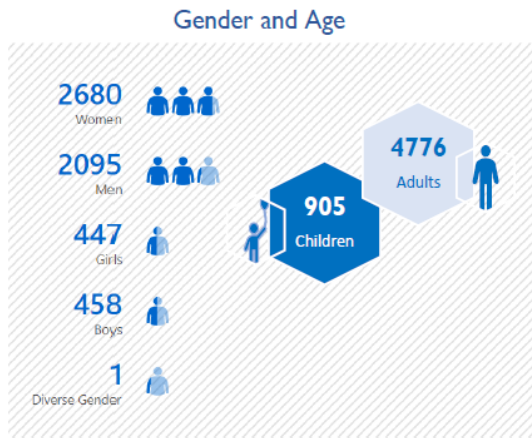 Gender and Age
2680
Women
2095
Men
447
Girls
458
Boys
1
Diverse Gender
4776
Adults
905
Children